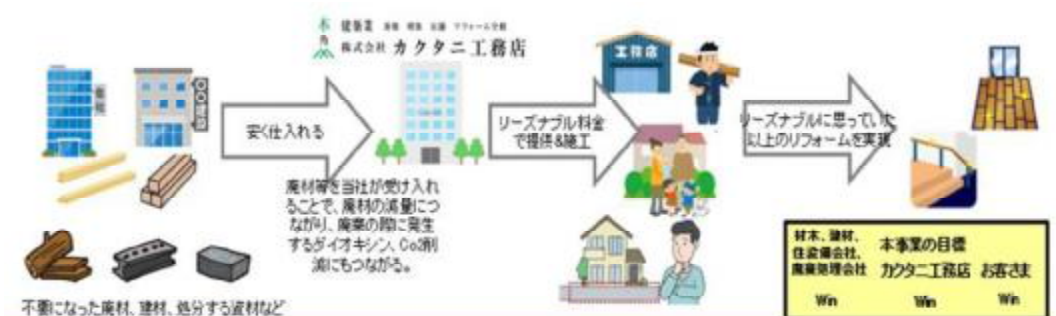 建築業
リフォーム全般
株式会社 カクタニ工務店
工務店
安く仕入れる
リーズナブル料金
で提供&施工
リーズナブルに思っていた
以上のリフォームを実現
廃材等を当社が受け入れ
ることで、廃材の減量につ
ながり、廃棄の際に発生
するダイオキシン、Co2削
減にもつながる。
不要になった廃材、建材、処分する資材など
材木、建材、
住設備会社、
廃棄処理会社
本事業の目標
カクタニ工務店 お客さま
Win Win Win